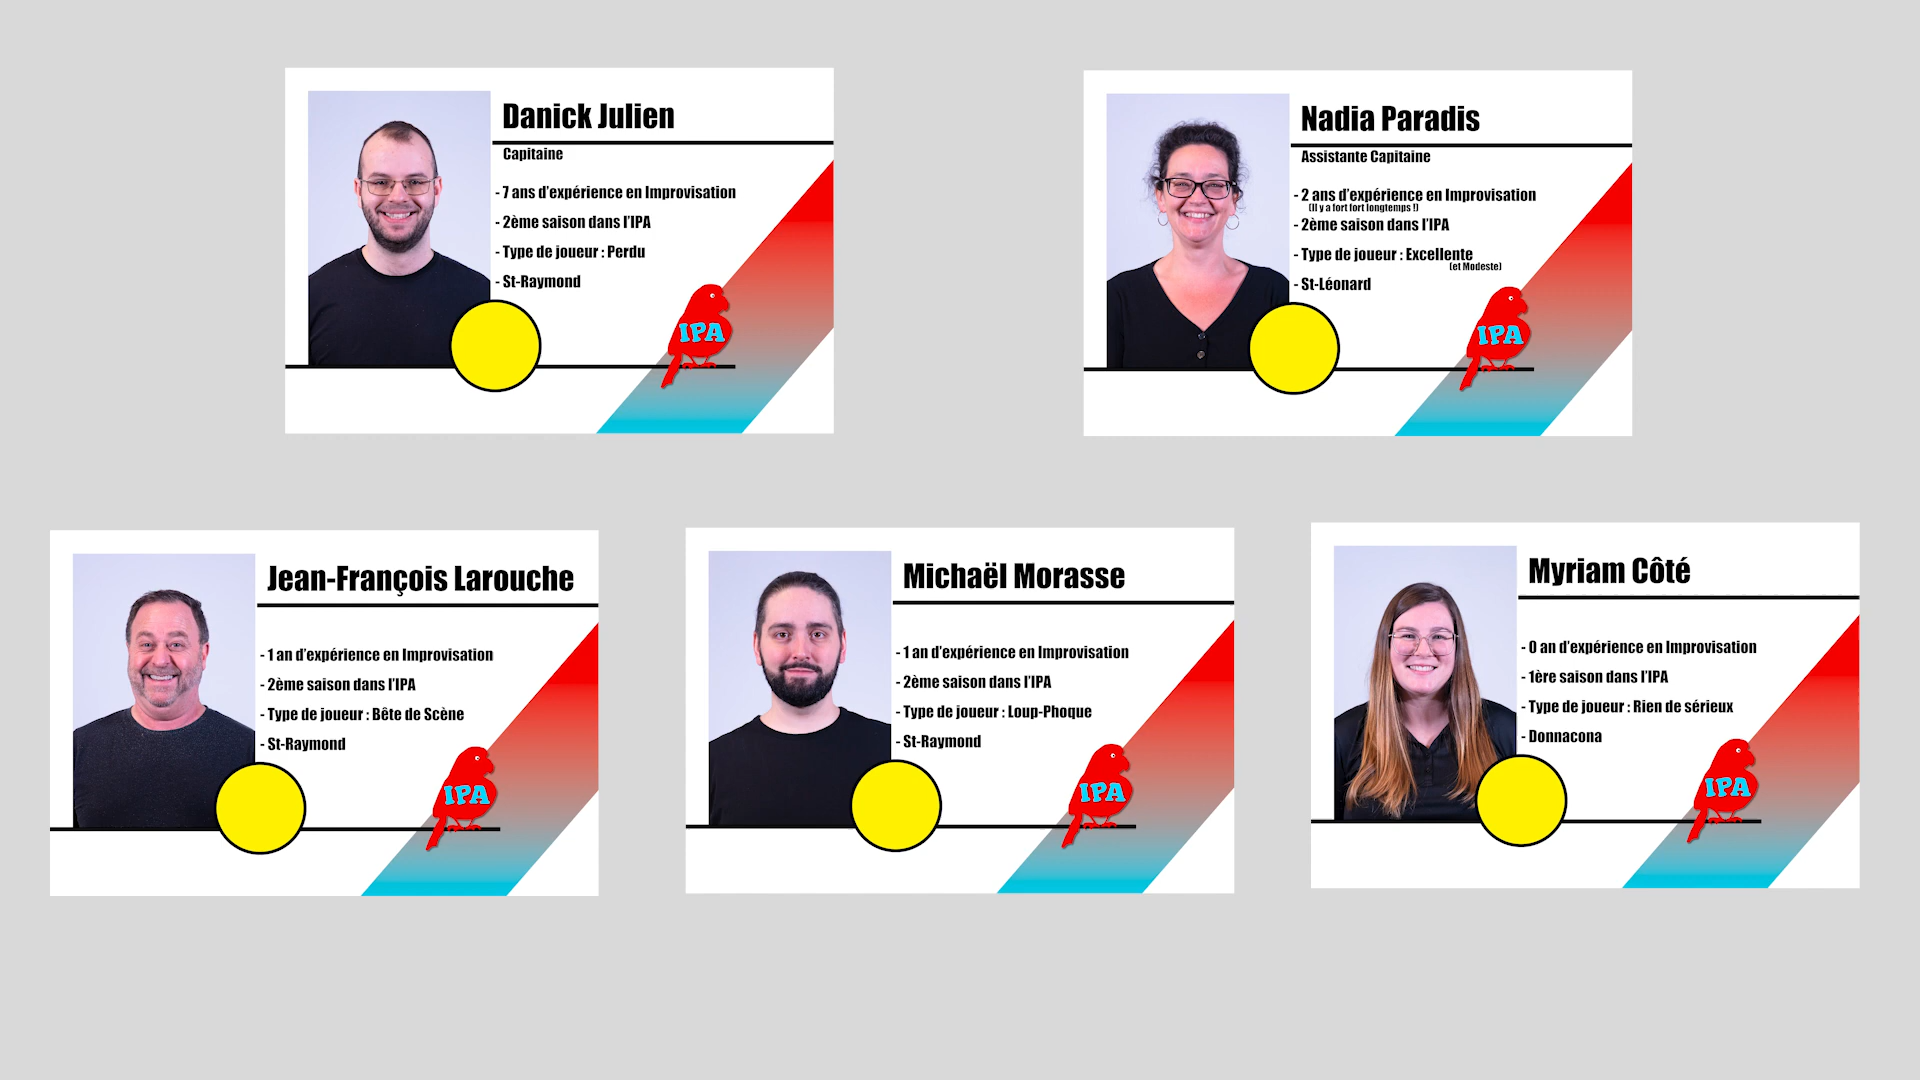 Danick Julien
Capitaine
- 7 ans d'expérience en Improvisation
- 2ème saison dans l'IPA
- Type de joueur : Perdu
- St-Raymond
IPA
Nadia Paradis
Assistante Capitaine
- 2 ans d'expérience en Improvisation
(Il y a fort fort longtemps !)
- 2ème saison dans l'IPA
- Type de joueur : Excellente
(et Modeste)
- St-Léonard
IPA
Jean-François Larouche
- 1 an d'expérience en Improvisation
- 2ème saison dans l'IPA
- Type de joueur : Bête de Scène
- St-Raymond
IPA
Michaël Morasse
- 1 an d'expérience en Improvisation
- 2ème saison dans l'IPA
- Type de joueur : Loup-Phoque
- St-Raymond
IPA
Myriam Côté
- 0 an d'expérience en Improvisation
- 1ère saison dans l'IPA
- Type de joueur : Rien de sérieux
- Donnacona
IPA